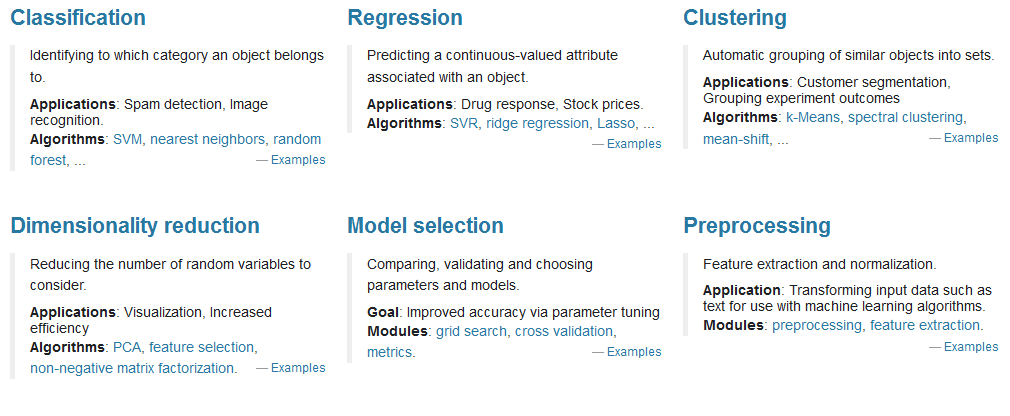 Classification
Identifying to which category an object belongs
to.
Applications: Spam detection, Image
recognition.
Algorithms: SVM, nearest neighbors, random
forest, ...
— Examples
Regression
Predicting a continuous-valued attribute
associated with an object.
Applications: Drug response, Stock prices.
Algorithms: SVR, ridge regression, Lasso, ...
— Examples
Clustering
Automatic grouping of similar objects into sets.
Applications: Customer segmentation,
Grouping experiment outcomes
Algorithms: k-Means, spectral clustering,
mean-shift, ...
— Examples
Dimensionality reduction
Reducing the number of random variables to
consider.
Applications: Visualization, Increased
efficiency
Algorithms: PCA, feature selection,
non-negative matrix factorization.
— Examples
Model selection
Comparing, validating and choosing
parameters and models.
Goal: Improved accuracy via parameter tuning
Modules: grid search, cross validation,
metrics.
— Examples
Preprocessing
Feature extraction and normalization.
Application: Transforming input data such as
text for use with machine learning algorithms.
Modules: preprocessing, feature extraction.
— Examples